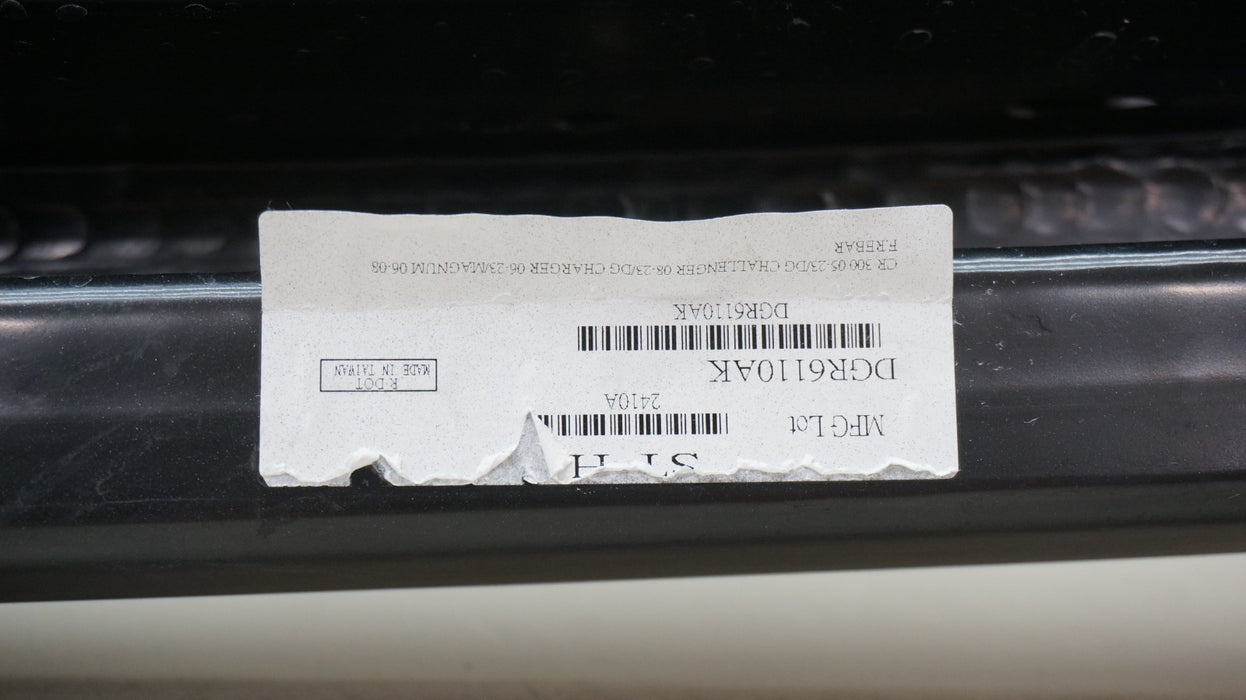 MFG Lot
2410A
DGR6110AK
DGR6110AK
R-DOT
MADE IN TAIWAN
CR 300 05-23/DG CHALLENGER 08-23/DG CHARGER 06-23/MAGNUM 06-08
F.REBAR